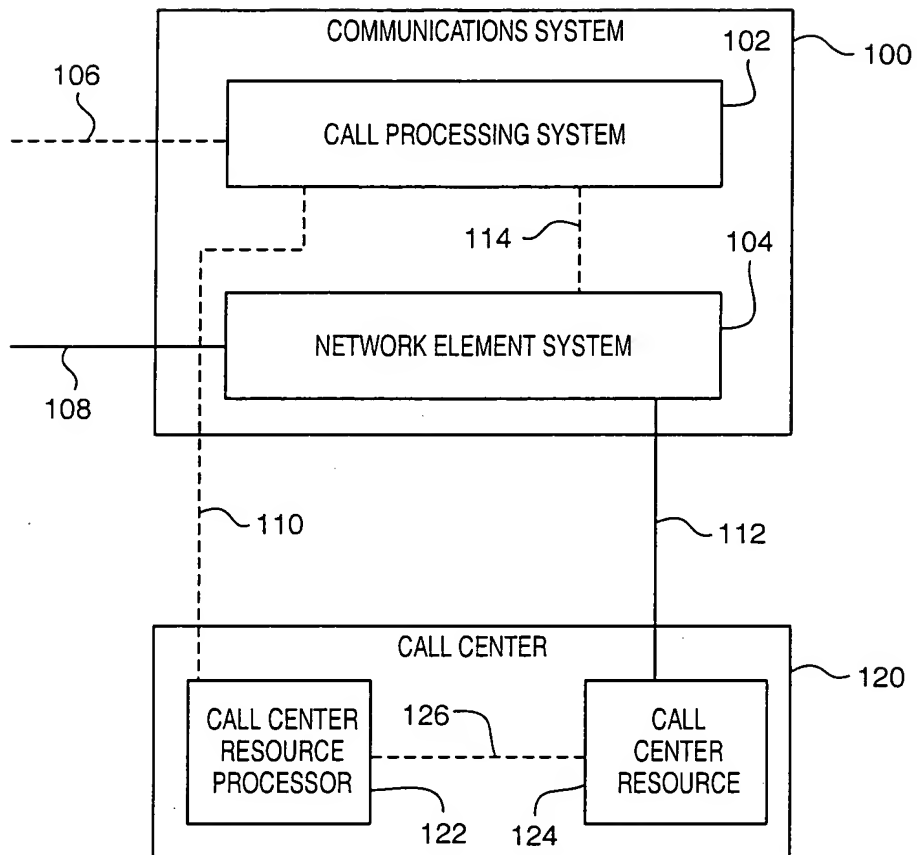 COMMUNICATIONS SYSTEM
100
102
106
CALL PROCESSING SYSTEM
114
104
NETWORK ELEMENT SYSTEM
108
110
112
CALL CENTER
120
CALL CENTER
RESOURCE
PROCESSOR
126
CALL
CENTER
RESOURCE
122
124